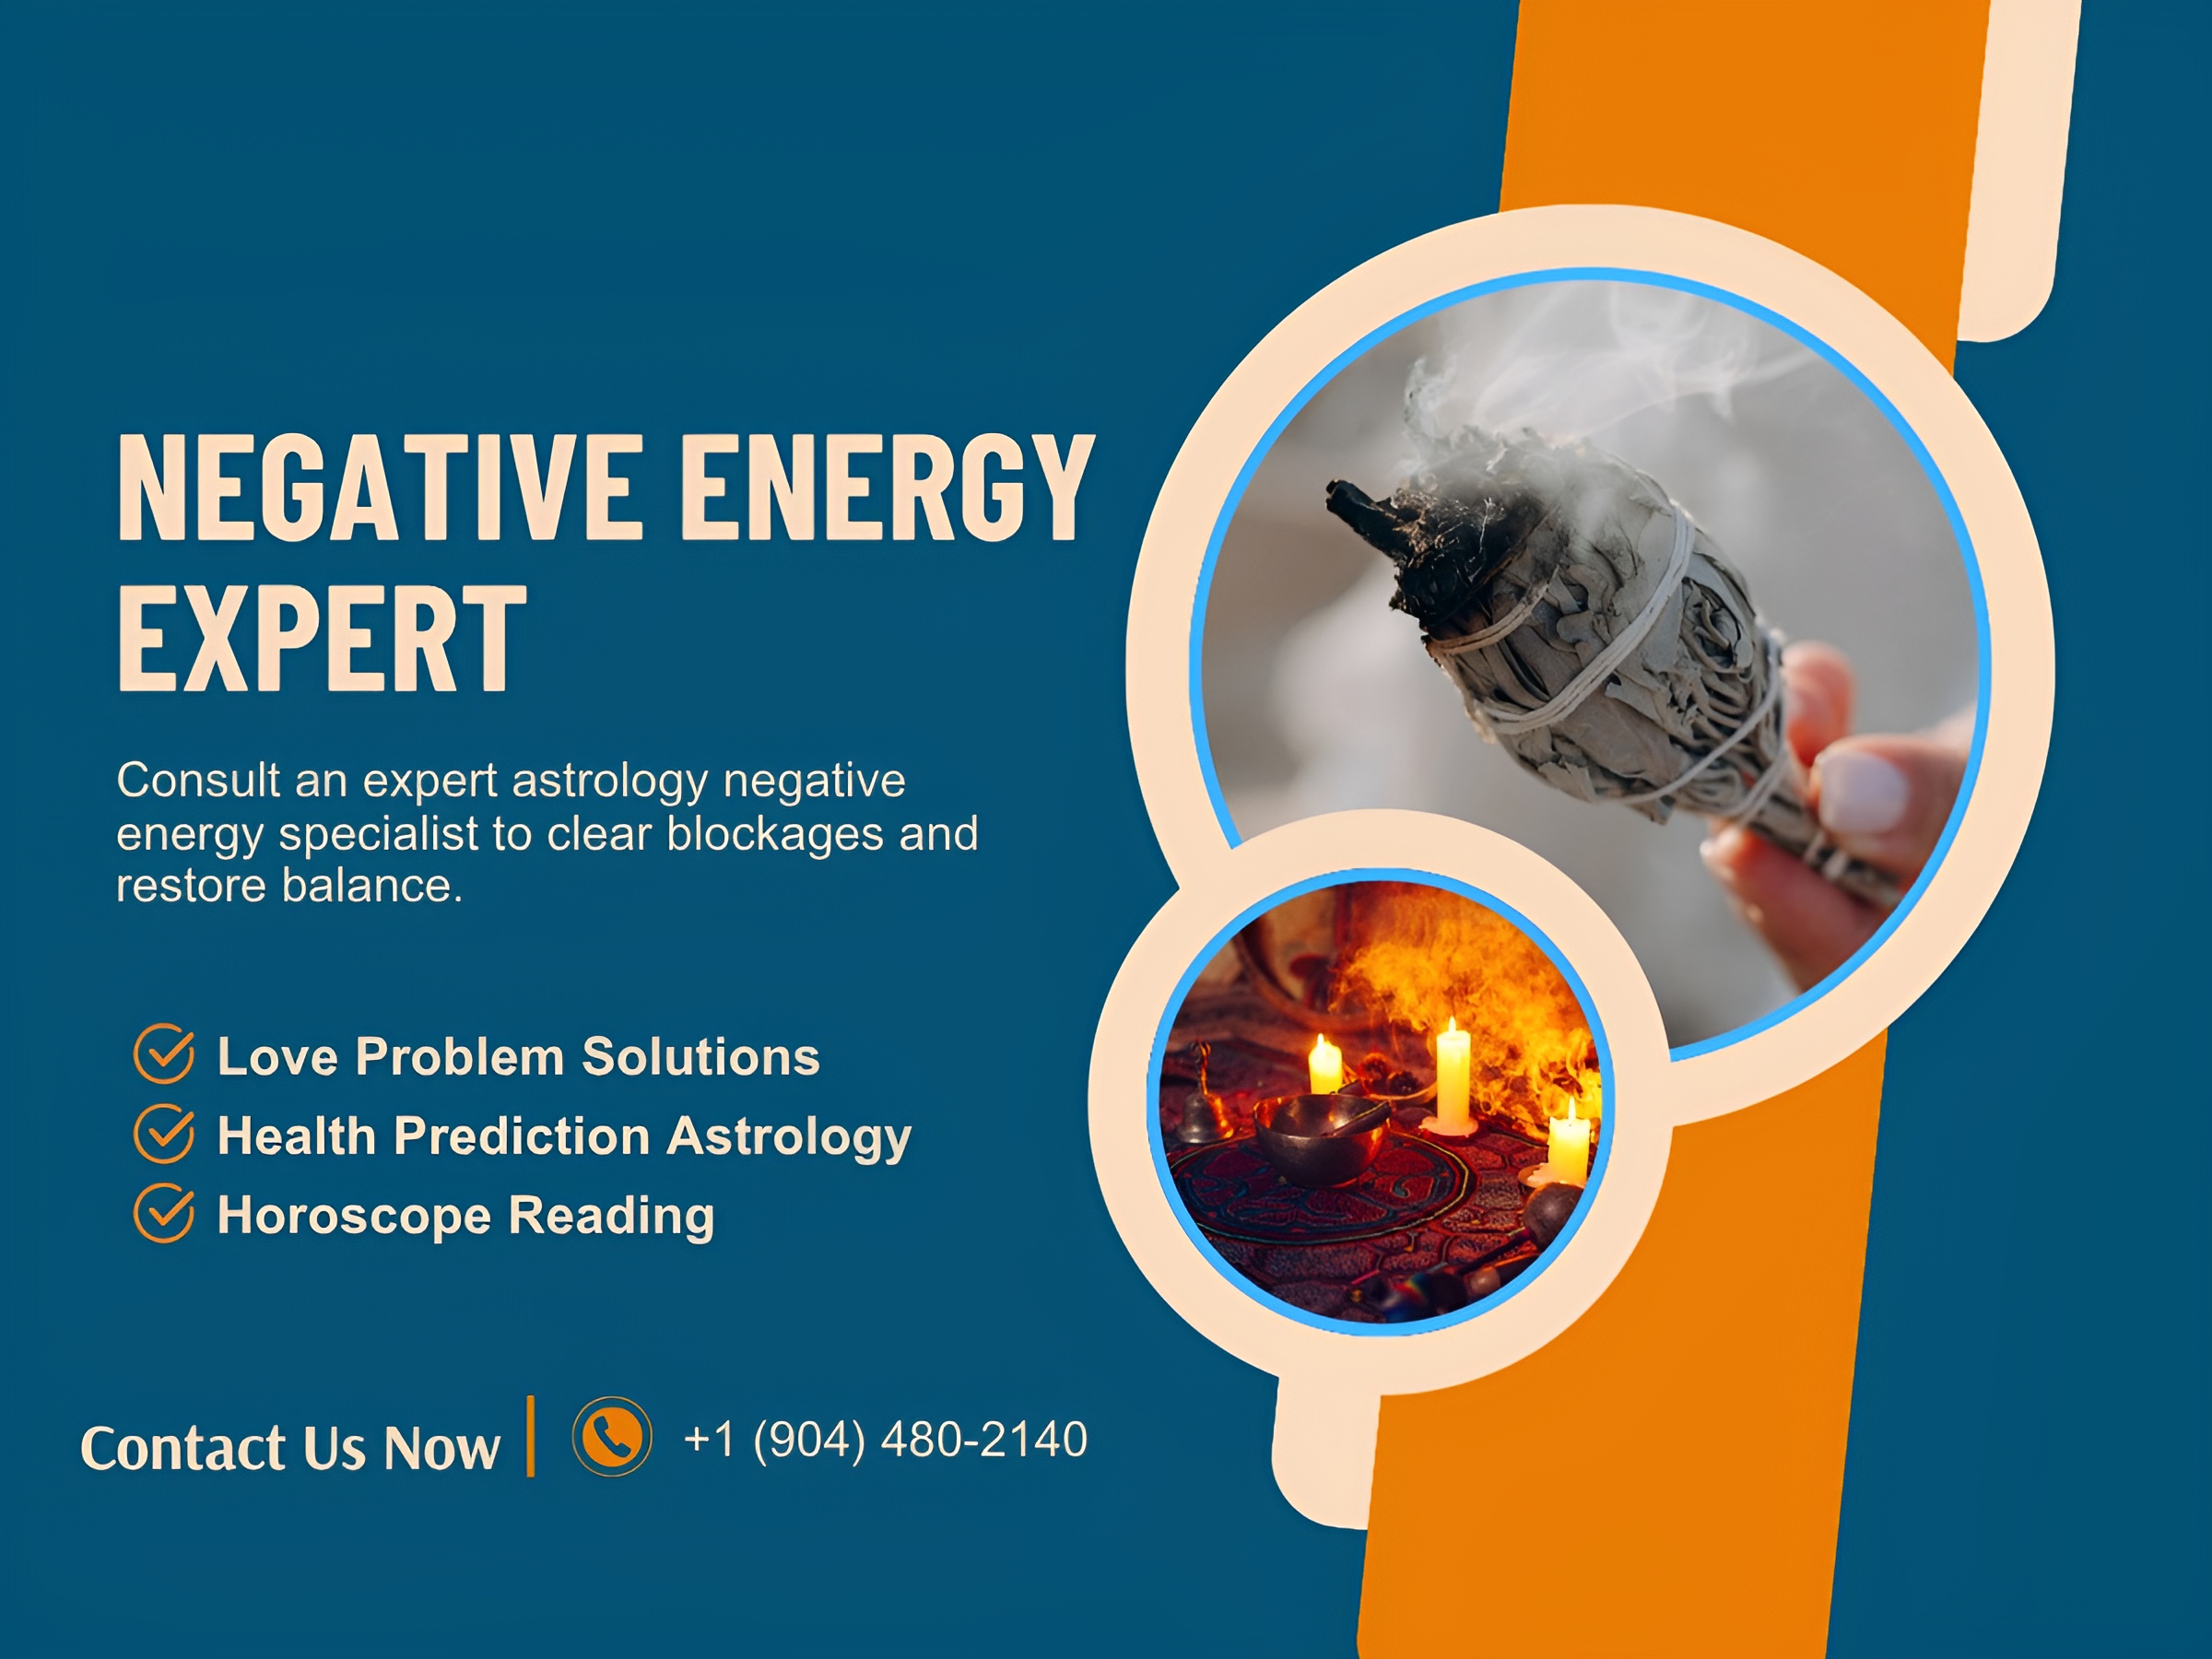 NEGATIVE ENERGY
EXPERT
Consult an expert astrology negative
energy specialist to clear blockages and
restore balance.
Love Problem Solutions
Health Prediction Astrology
Horoscope Reading
Contact Us Now
+1 (904) 480-2140